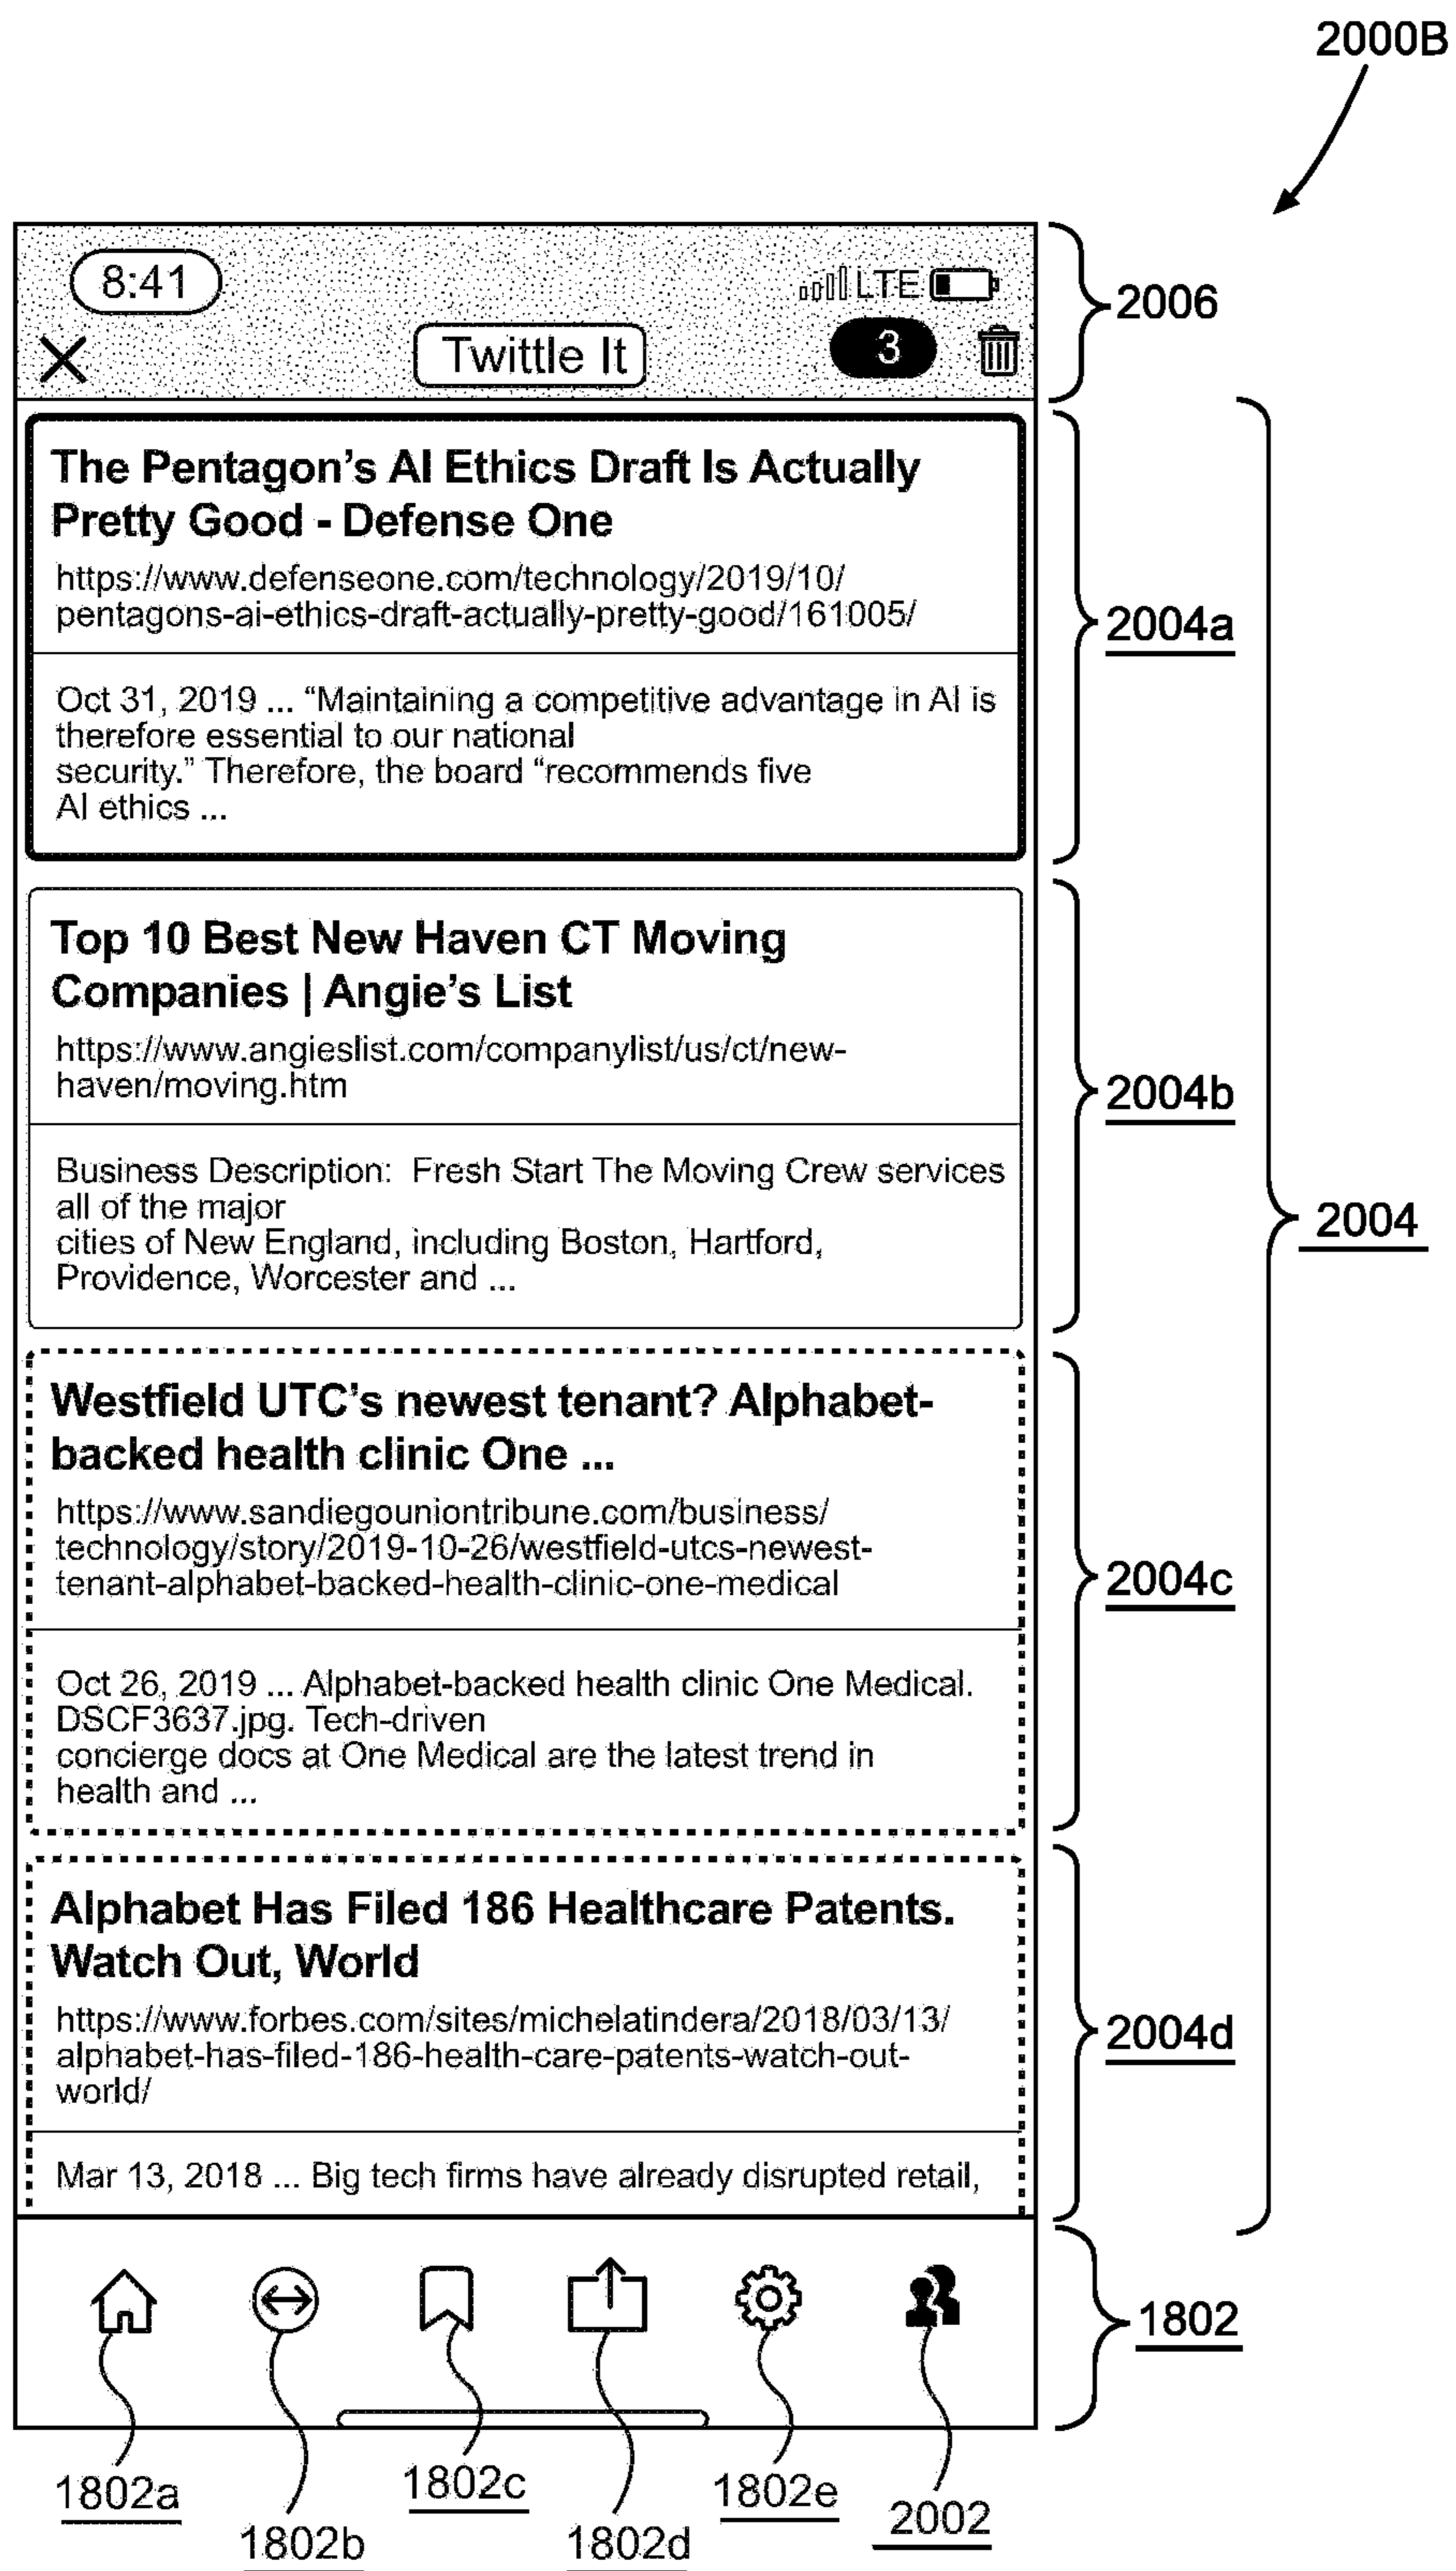 2000B
8:41
LTE
2006
Twittle It
3
The Pentagon's AI Ethics Draft Is Actually
Pretty Good - Defense One
https://www.defenseone.com/technology/2019/10/
pentagons-ai-ethics-draft-actually-pretty-good/161005/
2004a
Oct 31, 2019 ... “Maintaining a competitive advantage in AI is
therefore essential to our national
security.” Therefore, the board “recommends five
AI ethics ...
Top 10 Best New Haven CT Moving
Companies | Angie's List
https://www.angieslist.com/companylist/us/ct/new-
haven/moving.htm
2004b
Business Description: Fresh Start The Moving Crew services
all of the major
cities of New England, including Boston, Hartford,
Providence, Worcester and ...
2004
Westfield UTC's newest tenant? Alphabet-
backed health clinic One ...
https://www.sandiegouniontribune.com/business/
technology/story/2019-10-26/westfield-utcs-newest-
tenant-alphabet-backed-health-clinic-one-medical
2004c
Oct 26, 2019 ... Alphabet-backed health clinic One Medical.
DSCF3637.jpg. Tech-driven
concierge docs at One Medical are the latest trend in
health and ...
Alphabet Has Filed 186 Healthcare Patents.
Watch Out, World
https://www.forbes.com/sites/michelatindera/2018/03/13/
alphabet-has-filed-186-health-care-patents-watch-out-
world/
2004d
Mar 13, 2018 ... Big tech firms have already disrupted retail,
1802
1802a
1802b
1802c
1802d
1802e
2002